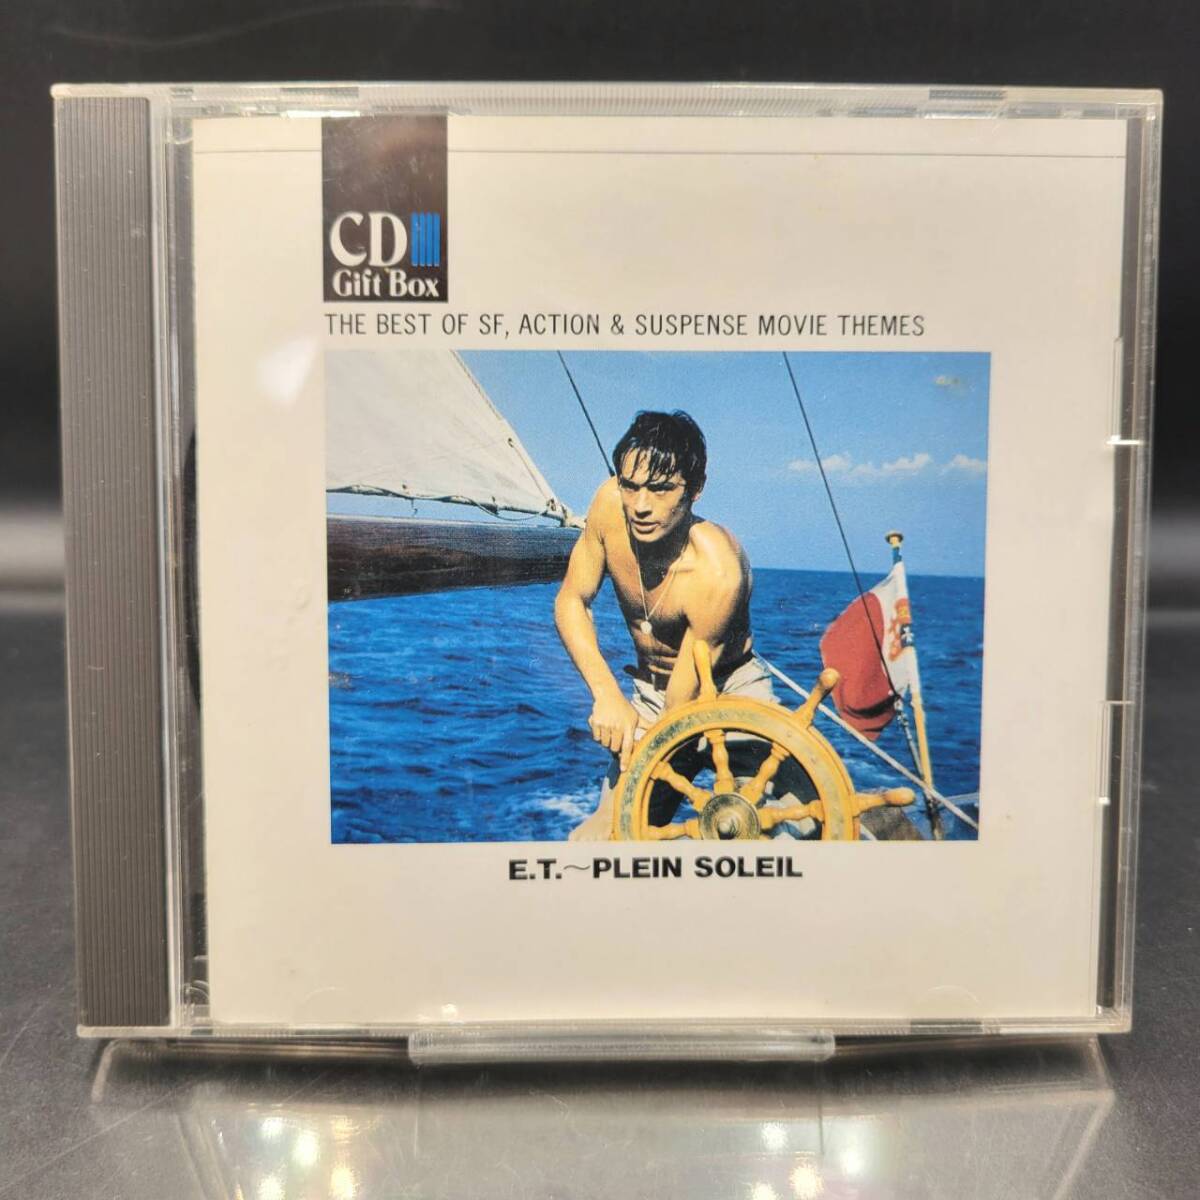 CD
Gift Box
THE BEST OF SF, ACTION & SUSPENSE MOVIE THEMES
E.T.～PLEIN SOLEIL